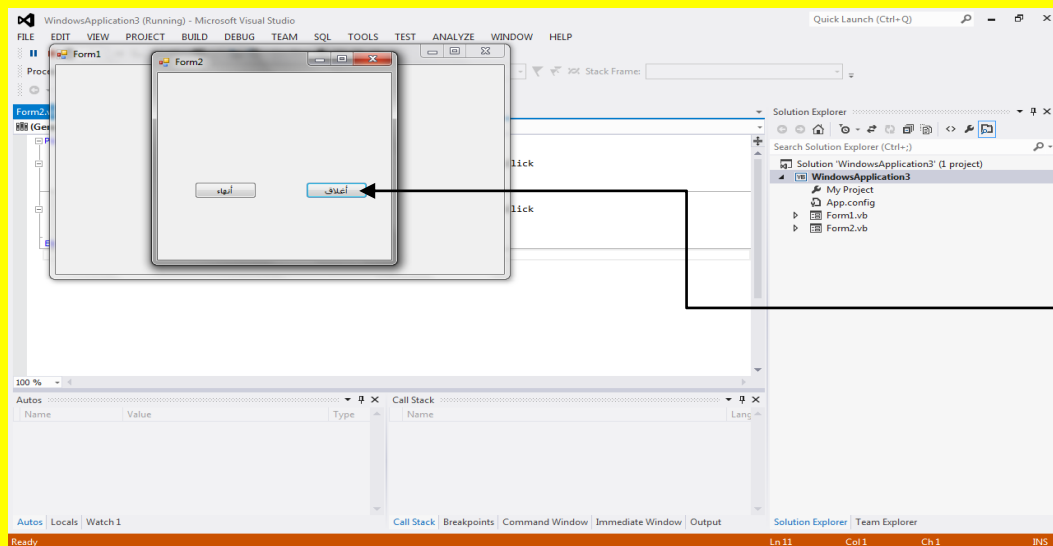 WindowsApplication3 (Running) - Microsoft Visual Studio
Quick Launch (Ctrl+Q)
FILE EDIT VIEW PROJECT BUILD DEBUG TEAM SQL TOOLS TEST ANALYZE WINDOW HELP
Form1
Form2
Stack Frame:
Form2.v
lick
lick
أغلاق
أنهاء
100 %
Autos
Name Value Type
Autos Locals Watch 1
Call Stack
Name Lang
Call Stack Breakpoints Command Window Immediate Window Output
Solution Explorer
Search Solution Explorer (Ctrl+;)
Solution 'WindowsApplication3' (1 project)
WindowsApplication3
My Project
App.config
Form1.vb
Form2.vb
Solution Explorer Team Explorer
Ready Ln 11 Col 1 Ch 1 INS